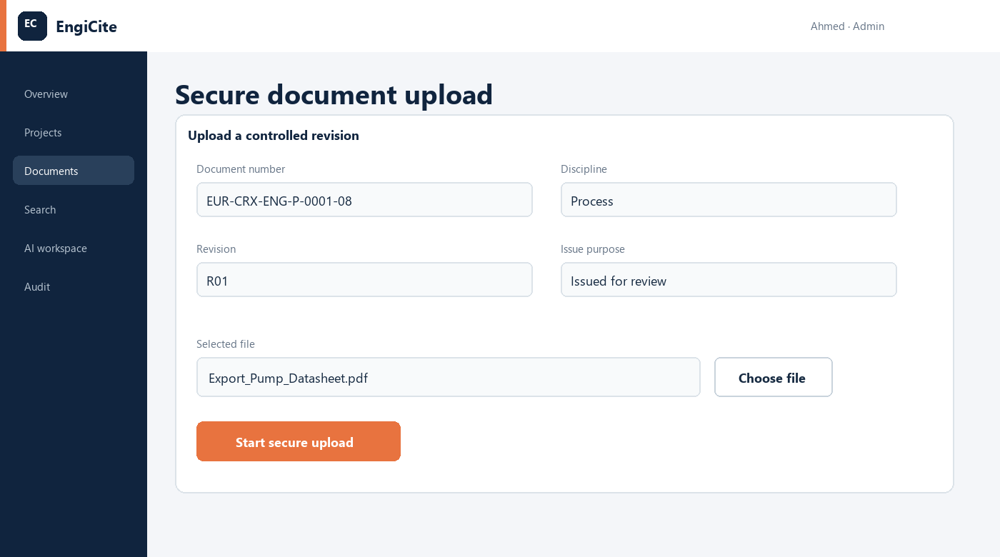 EC
EngiCite
Ahmed · Admin
Overview
Projects
Documents
Search
AI workspace
Audit
Secure document upload
Upload a controlled revision
Document number
Discipline
EUR-CRX-ENG-P-0001-08
Process
Revision
Issue purpose
R01
Issued for review
Selected file
Export_Pump_Datasheet.pdf
Choose file
Start secure upload